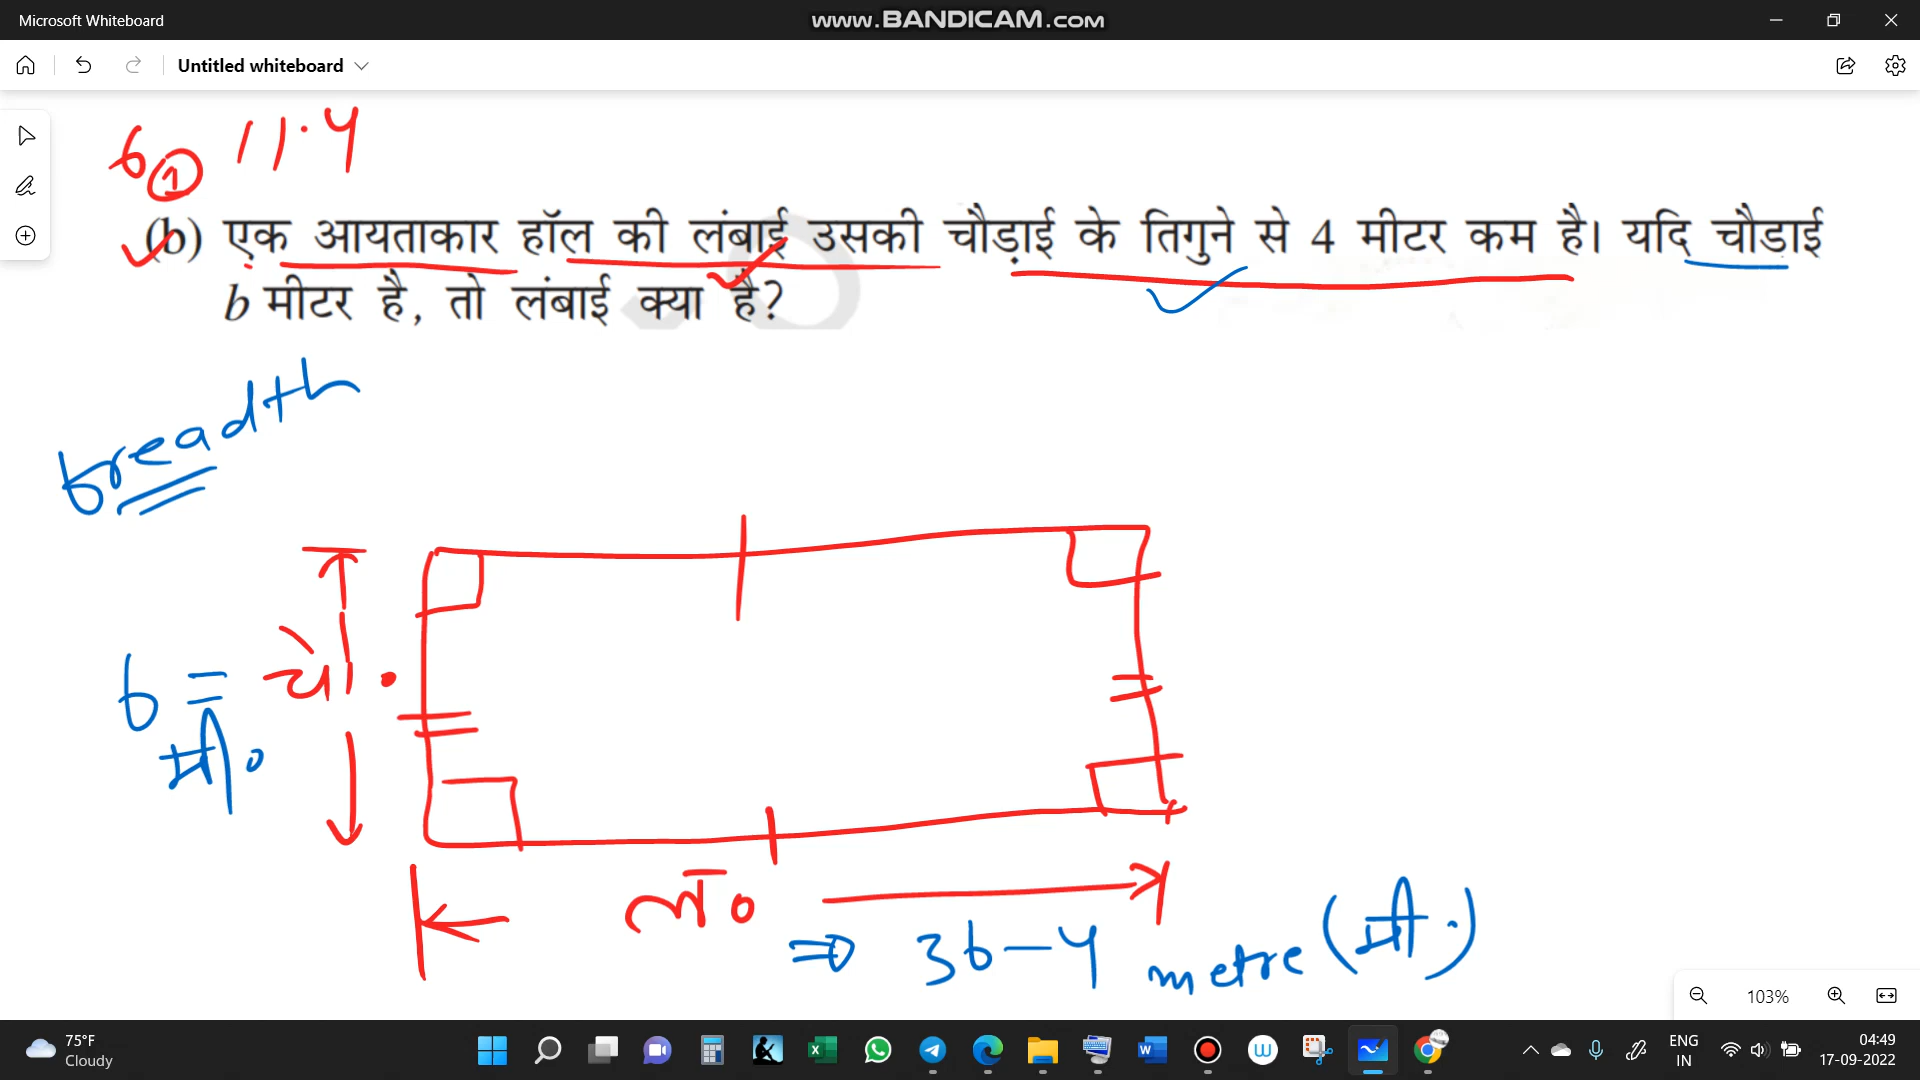 Microsoft Whiteboard
www.BANDICAM.com
Untitled whiteboard
6 1 11.4
(b) एक आयताकार हॉल की लंबाई उसकी चौड़ाई के तिगुने से 4 मीटर कम है। यदि चौडाई
b मीटर है, तो लंबाई क्या है?
breadth
b = चौ.
मी०
लं०
⇒ 3b-4 metre (मी.)
103%
75°F
Cloudy
ENG
IN
04:49
17-09-2022